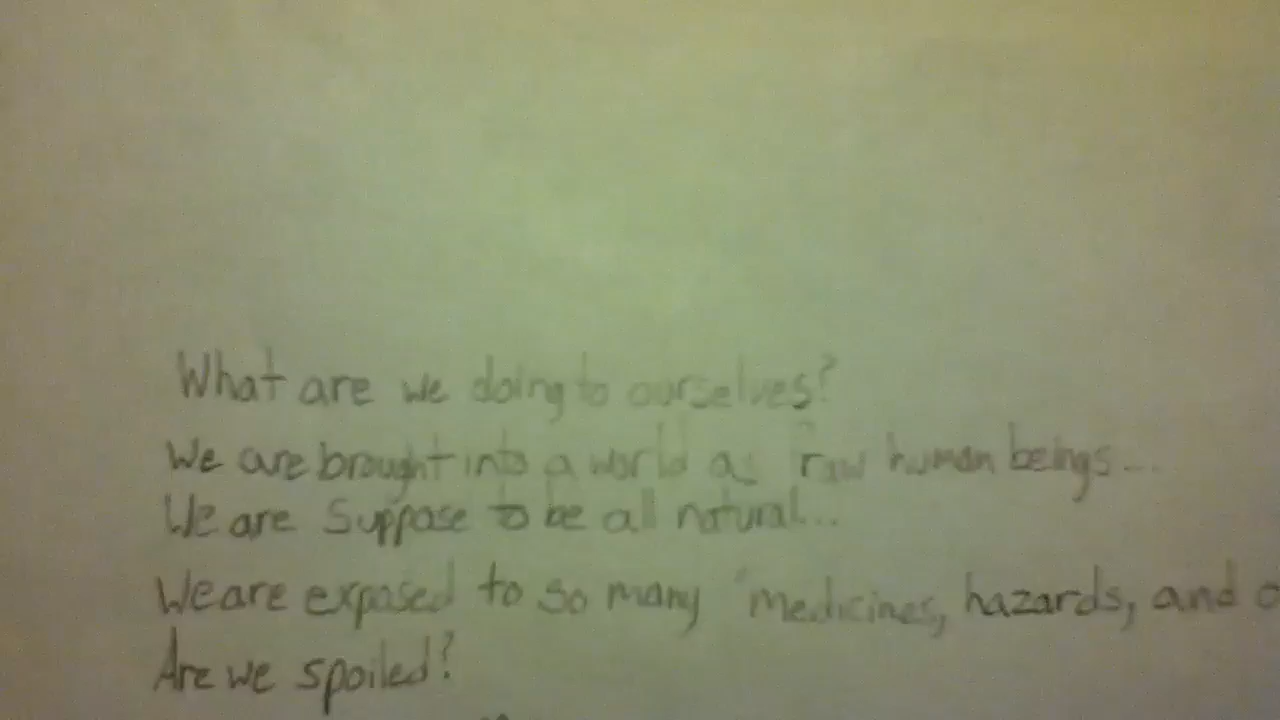 What are we doing to ourselves?
We are brought into a world as raw human beings...
We are Suppose to be all natural...
We are exposed to so many "medicines, hazards, and
Are we spoiled?